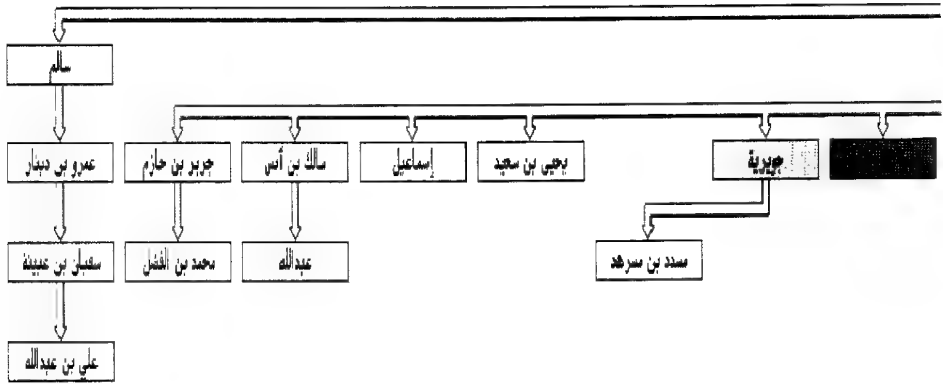 سالم
عمرو بن دينار
جرير بن حازم
مالك بن أنس
إسماعيل
يحيى بن سعيد
جويرية
سفيان بن عيينة
محمد بن الفضل
عبدالله
مسدد بن مسرهد
علي بن عبدالله